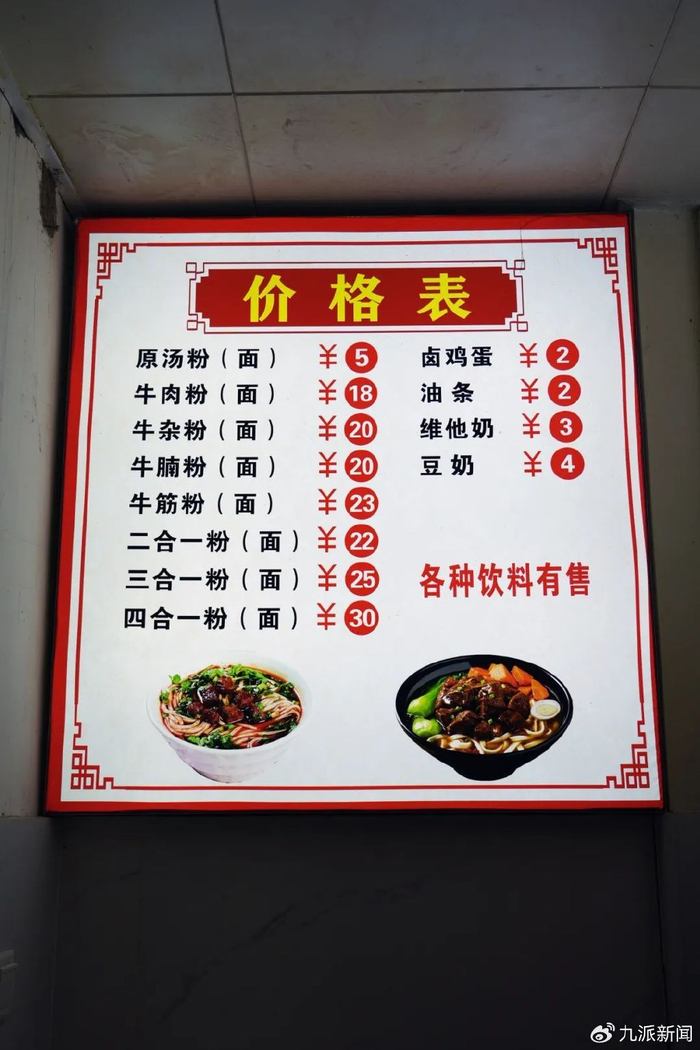 价格表
原汤粉(面) ￥5
牛肉粉(面) ￥18
牛杂粉(面) ￥20
牛腩粉(面) ￥20
牛筋粉(面) ￥23
二合一粉(面) ￥22
三合一粉(面) ￥25
四合一粉(面) ￥30
卤鸡蛋 ￥2
油条 ￥2
维他奶 ￥3
豆奶 ￥4
各种饮料有售
九派新闻